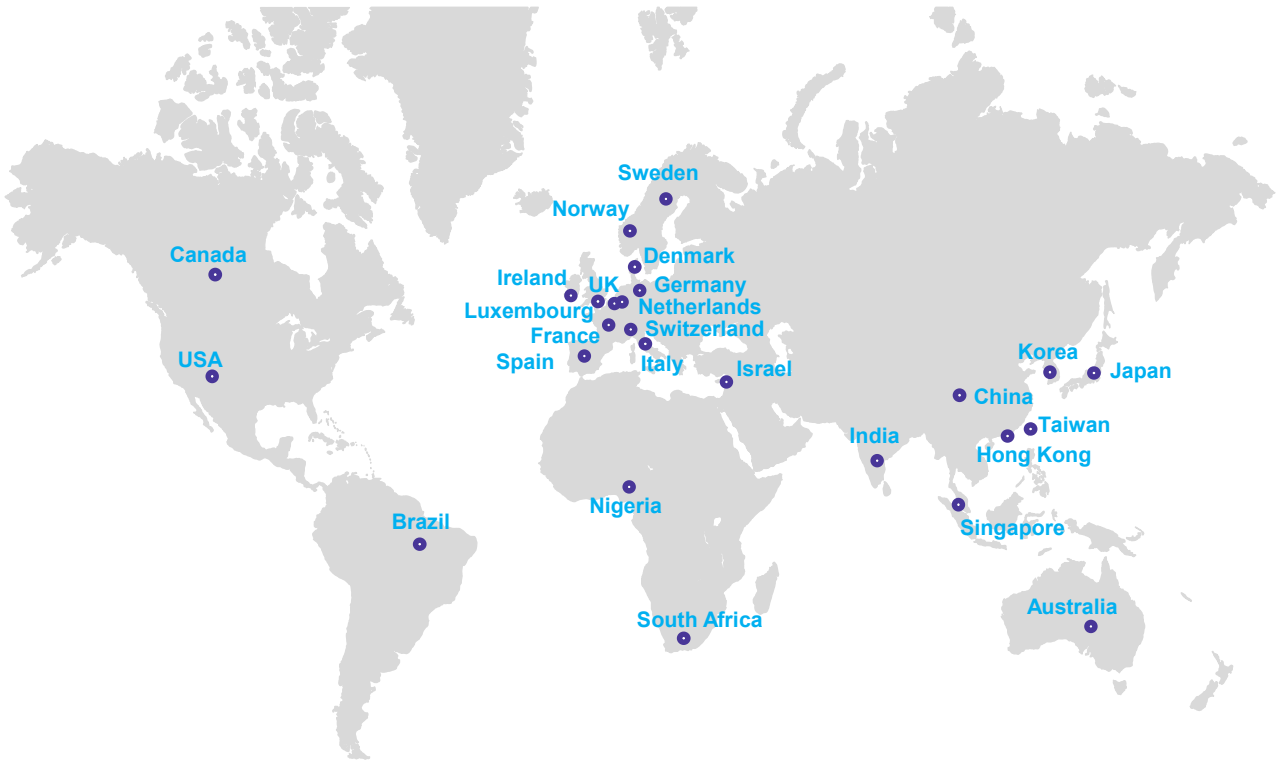 Sweden
Norway
Canada
Denmark
Ireland
UK
Germany
Luxembourg
Netherlands
France
Switzerland
USA
Spain
Italy
Israel
Korea
Japan
China
Taiwan
India
Hong Kong
Nigeria
Brazil
Singapore
Australia
South Africa